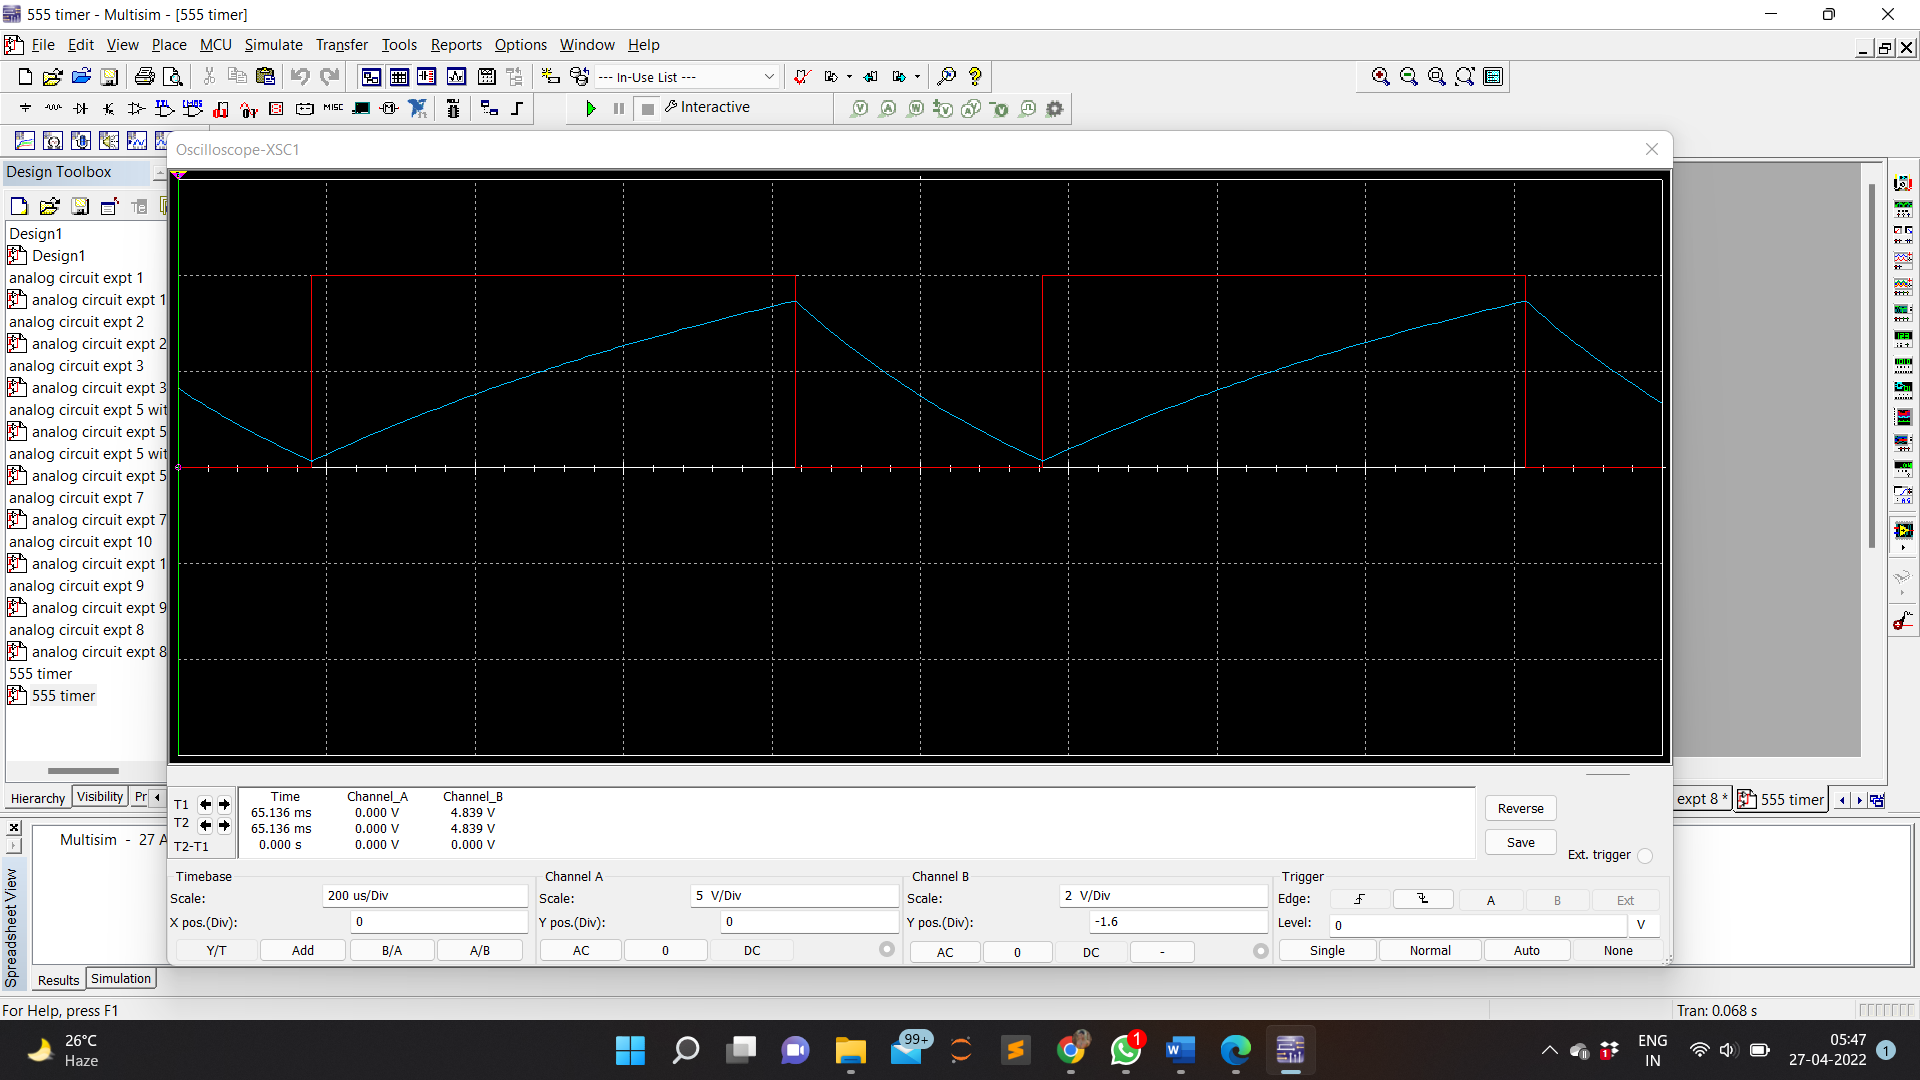 555 timer - Multisim - [555 timer]
File Edit View Place MCU Simulate Transfer Tools Reports Options Window Help
--- In-Use List ---
MISC
Interactive
Oscilloscope-XSC1
Design Toolbox
Design1
Design1
analog circuit expt 1
analog circuit expt 1
analog circuit expt 2
analog circuit expt 2
analog circuit expt 3
analog circuit expt 3
analog circuit expt 5 wit
analog circuit expt 5
analog circuit expt 5 wit
analog circuit expt 5
analog circuit expt 7
analog circuit expt 7
analog circuit expt 10
analog circuit expt 1
analog circuit expt 9
analog circuit expt 9
analog circuit expt 8
analog circuit expt 8
555 timer
555 timer
Hierarchy Visibility Pr
expt 8 * 555 timer
Time Channel_A Channel_B
T1 65.136 ms 0.000 V 4.839 V
T2 65.136 ms 0.000 V 4.839 V
T2-T1 0.000 s 0.000 V 0.000 V
Reverse
Save
Ext. trigger
Timebase
Scale: 200 us/Div
X pos.(Div): 0
Y/T Add B/A A/B
Channel A
Scale: 5 V/Div
Y pos.(Div): 0
AC 0 DC
Channel B
Scale: 2 V/Div
Y pos.(Div): -1.6
AC 0 DC -
Trigger
Edge: A B Ext
Level: 0 V
Single Normal Auto None
Multisim - 27 A
Spreadsheet View
Results Simulation
For Help, press F1
Tran: 0.068 s
26°C
Haze
99+
1
1
ENG
IN
05:47
27-04-2022
1